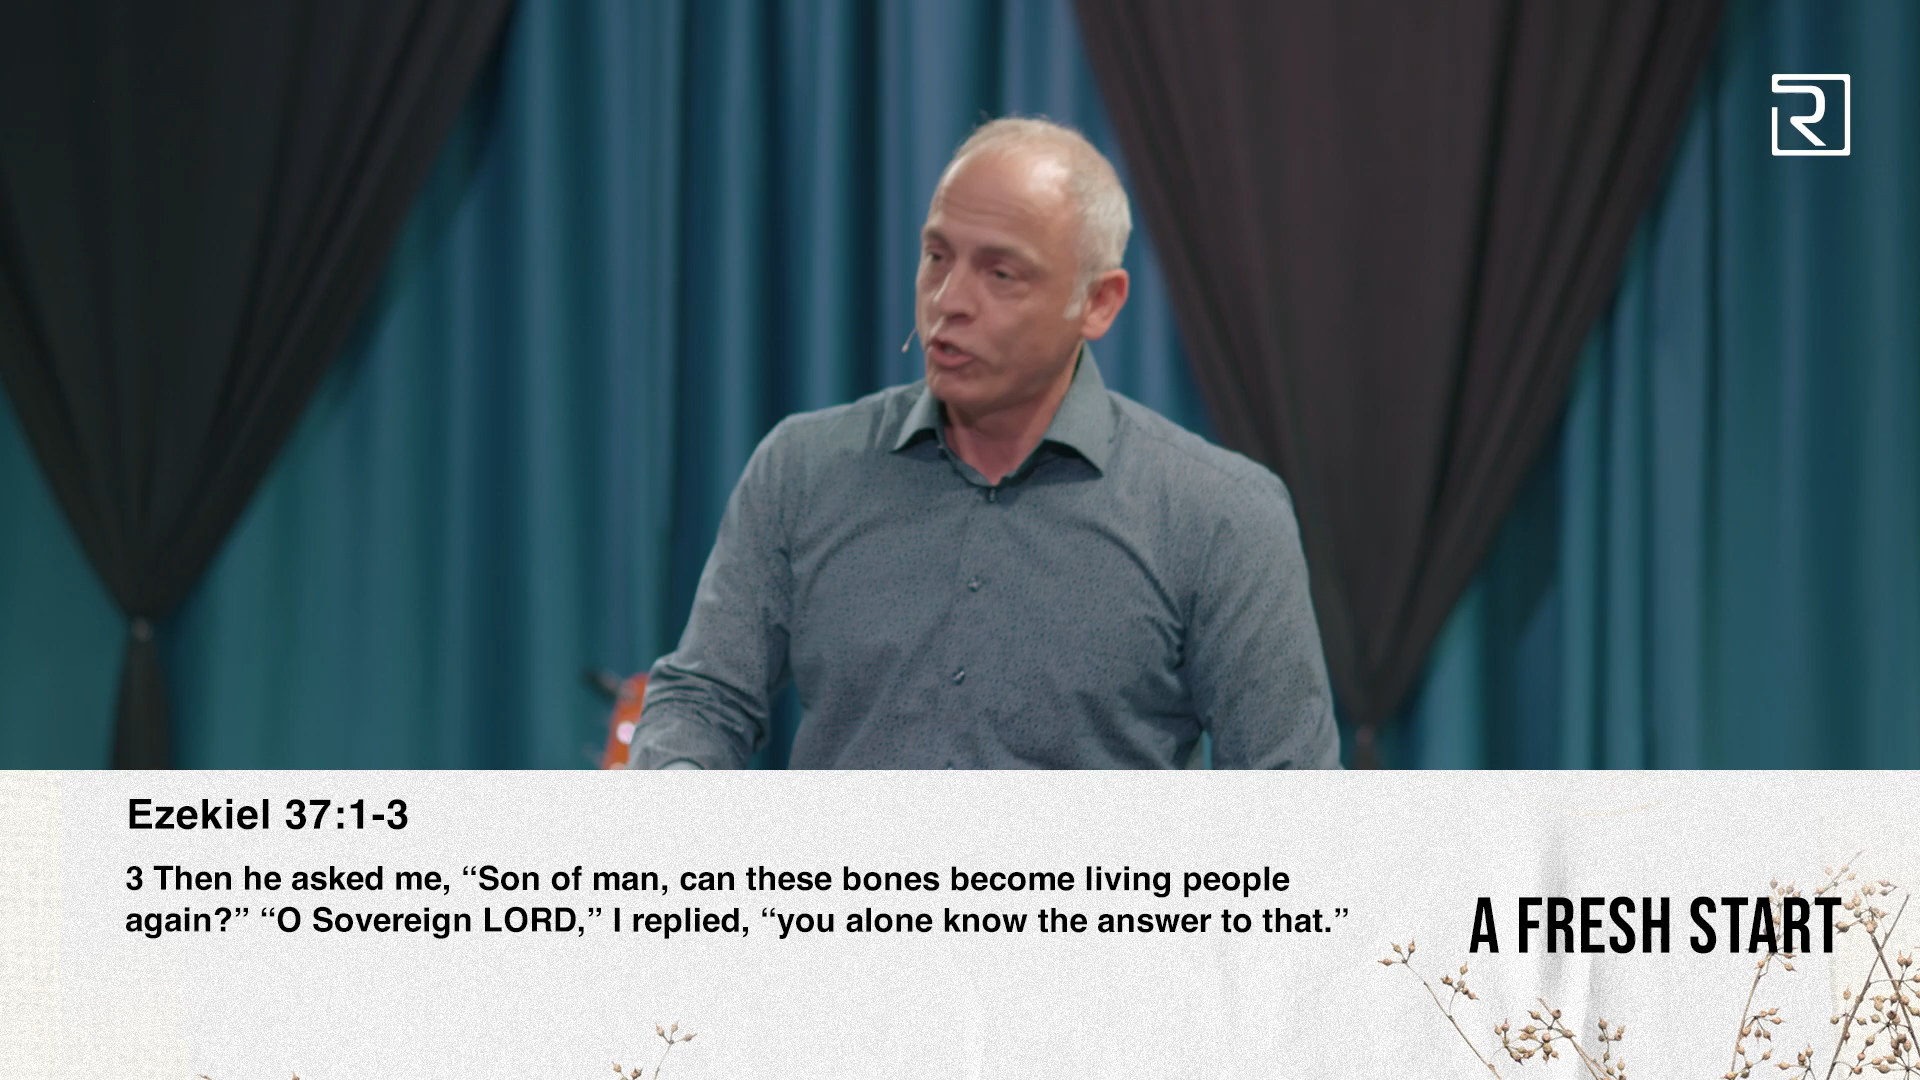 R
Ezekiel 37:1-3
3 Then he asked me, “Son of man, can these bones become living people
again?” “O Sovereign LORD,” I replied, “you alone know the answer to that.”
A FRESH START